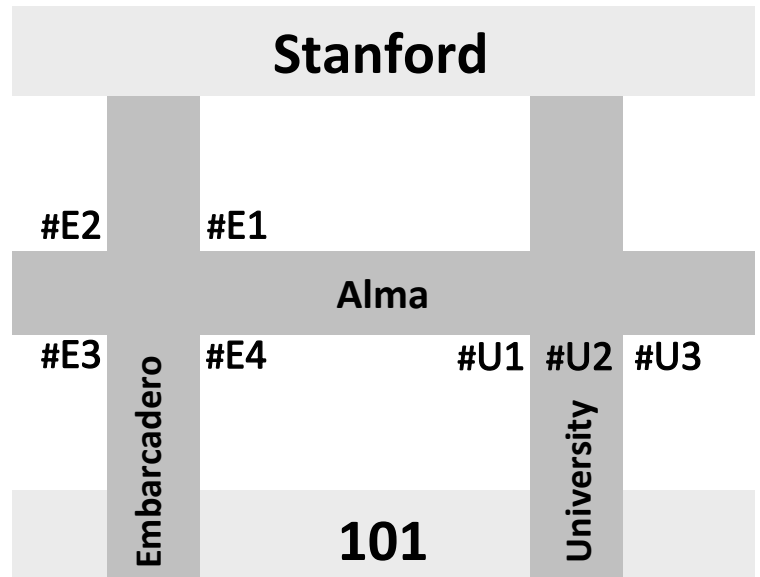 Stanford
#E2 #E1
Alma
#E3 #E4 #U1 #U2 #U3
Embarcadero
University
101